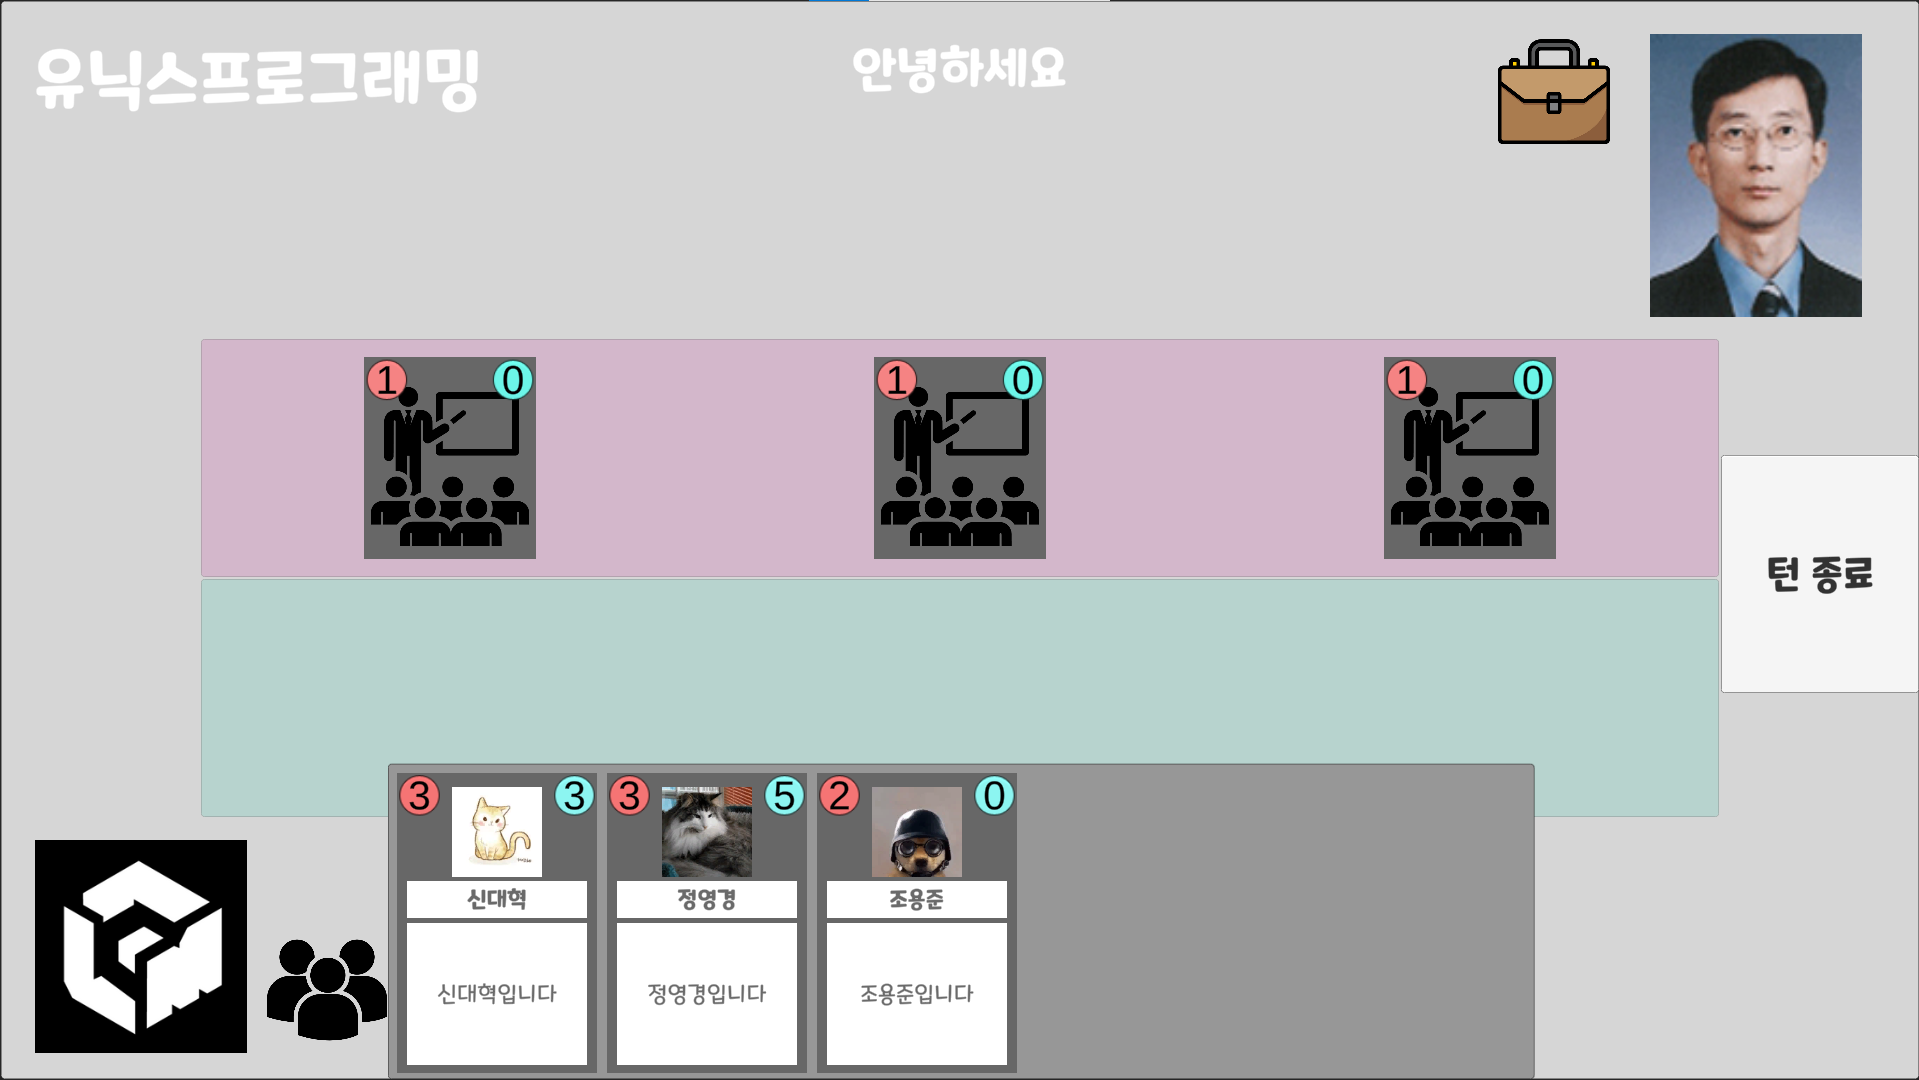 유닉스프로그래밍
안녕하세요
1 0
1 0
1 0
턴 종료
3 3
신대혁
신대혁입니다
3 5
정영경
정영경입니다
2 0
조용준
조용준입니다